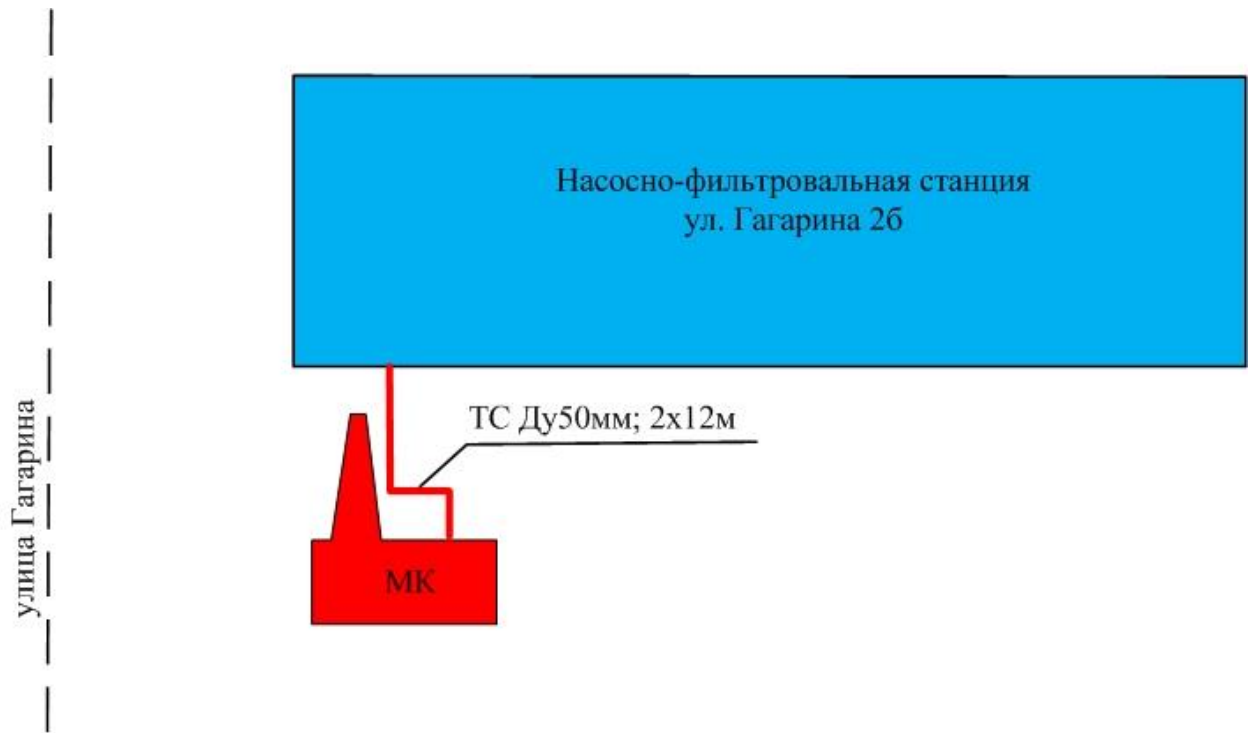 Насосно-фильтровальная станция
ул. Гагарина 2б
ТС Ду50мм; 2х12м
улица Гагарина
МК